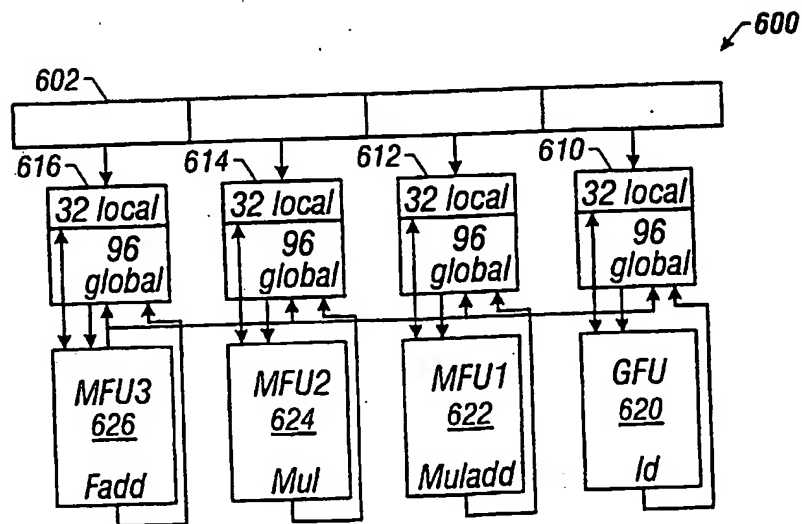 600
602
616
614
612
610
32 local
32 local
32 local
32 local
96
global
96
global
96
global
96
global
MFU3
626
Fadd
MFU2
624
Mul
MFU1
622
Muladd
GFU
620
ld